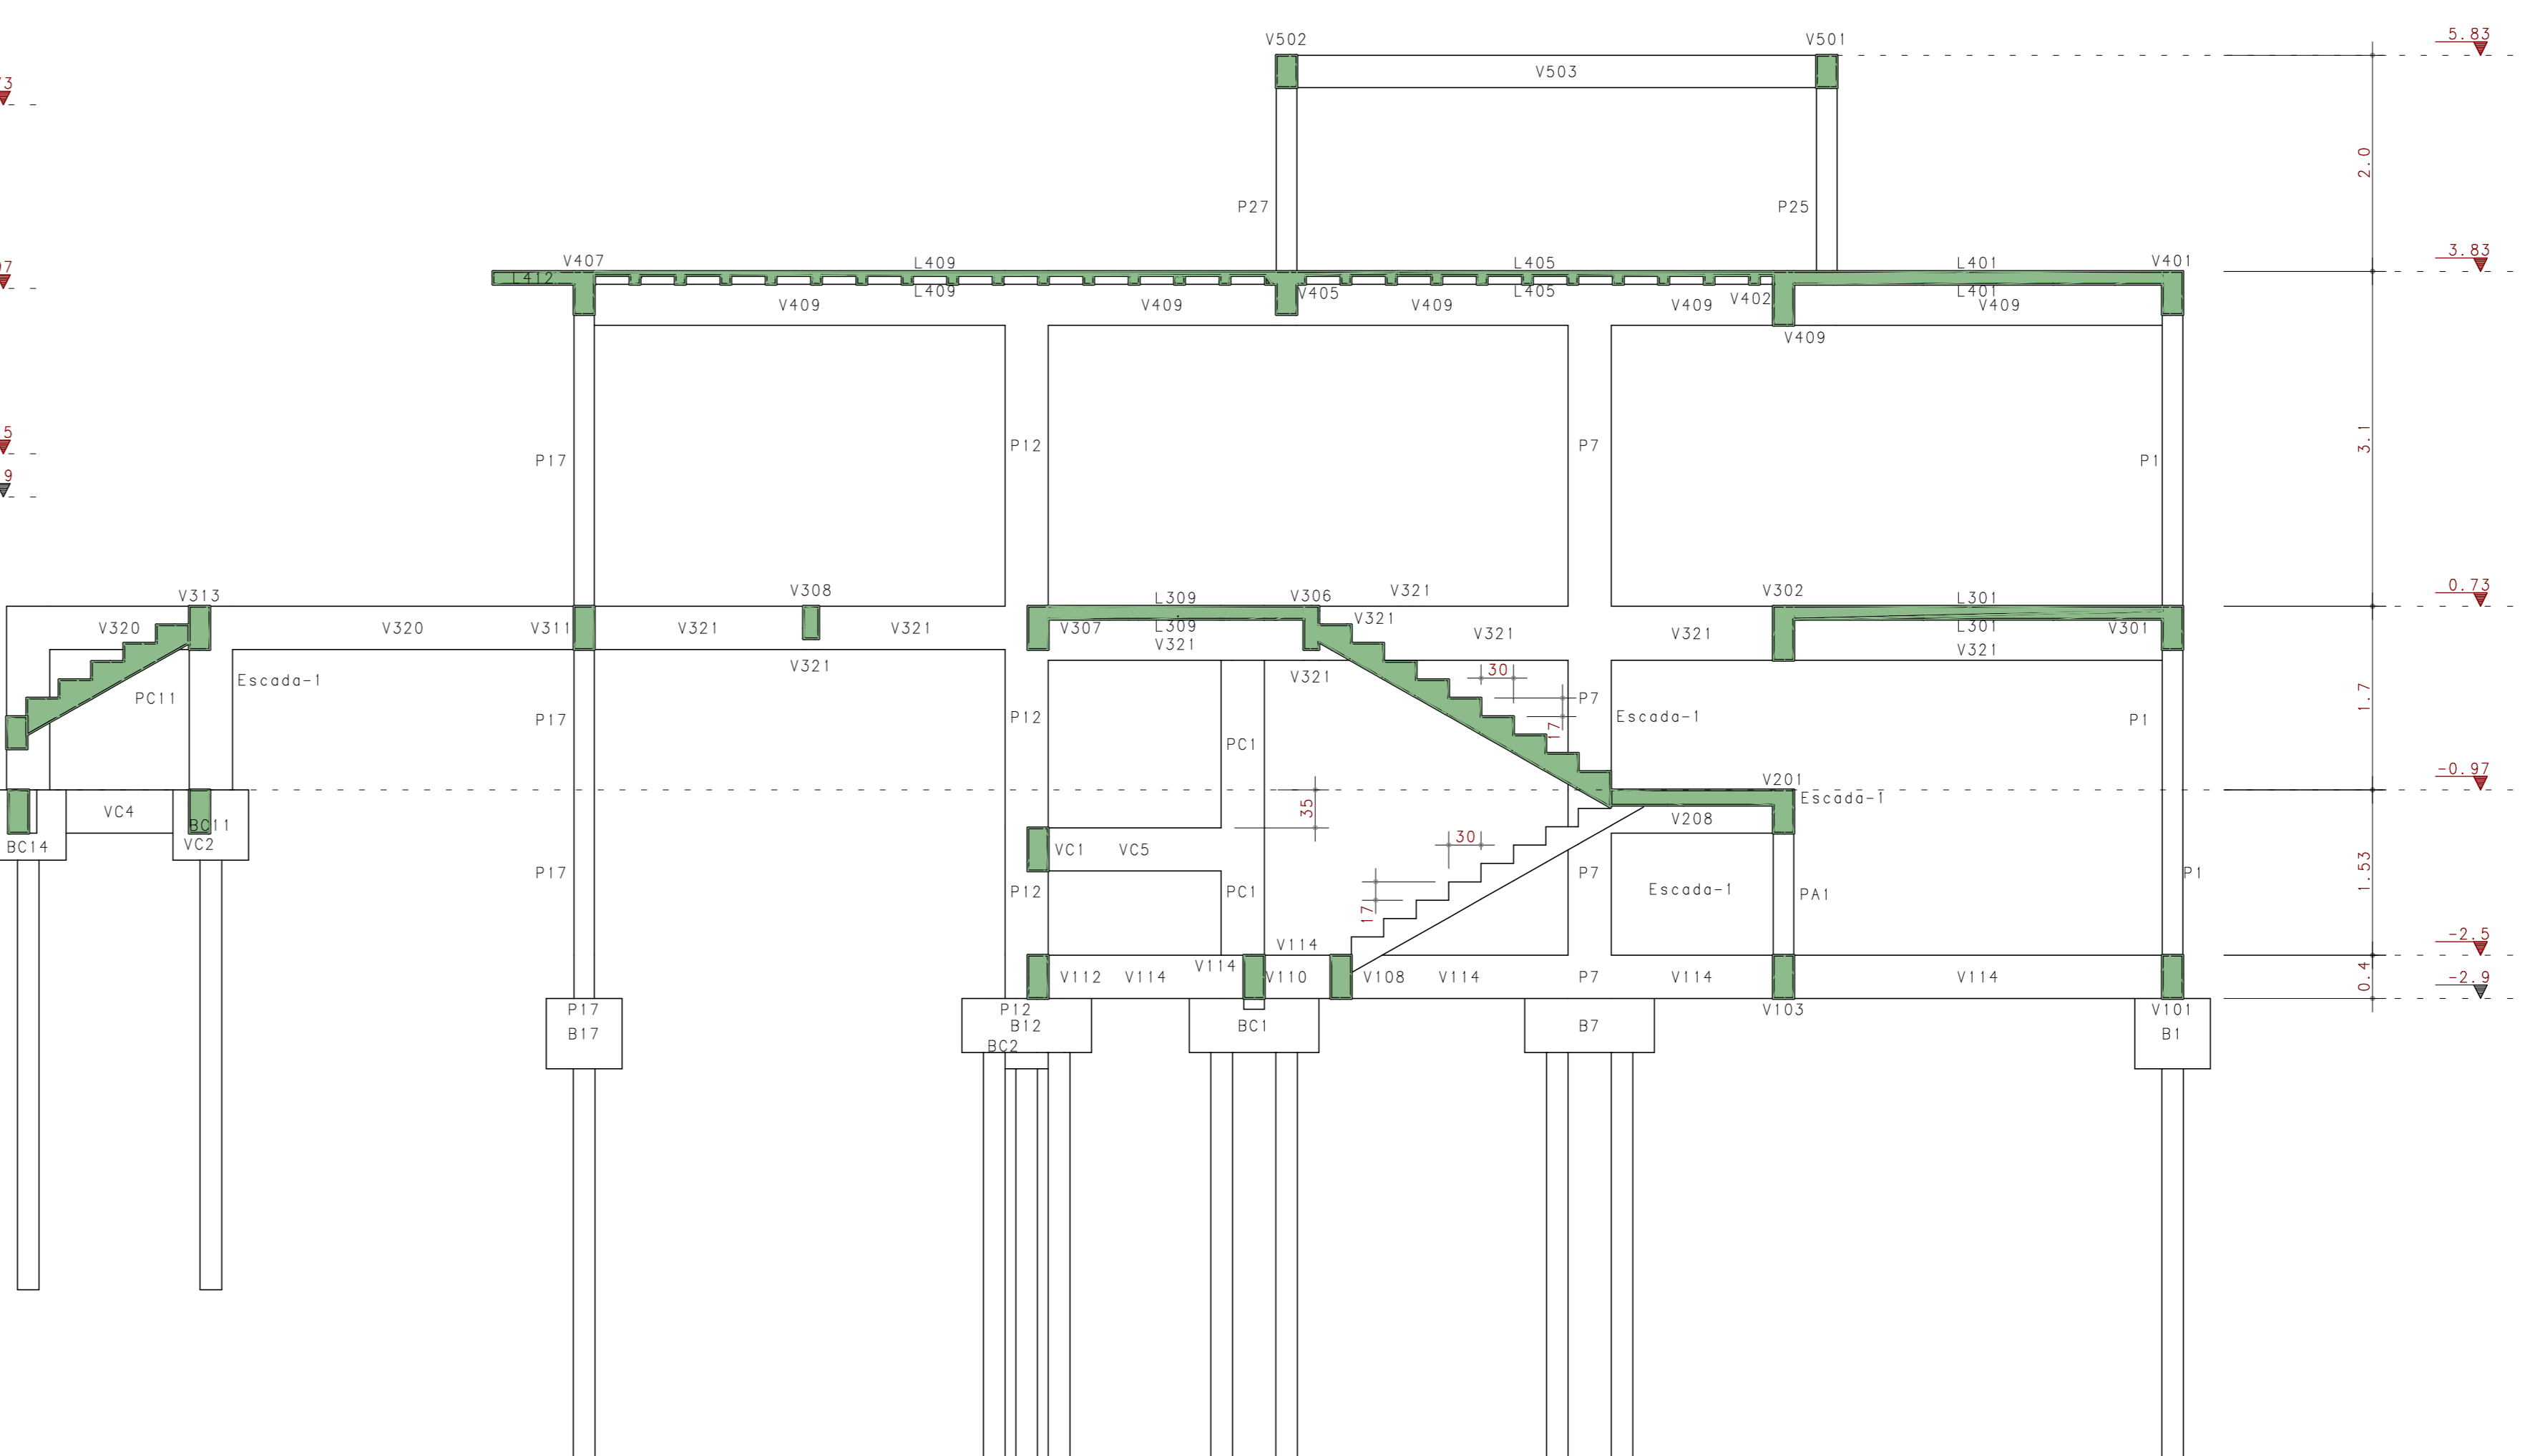 V502 V501 5.83
V503
73
2.0
P27 P25
3.83
V407 L409 L405 L401 V401
97
L412
L409 V405 L405 V402 L401
V409 V409 V409 V409 V409
V409
5
P17 P12 P7 3.1 P1
9
0.73
V313 V308 L309 V306 V321 V302 L301
V320 V320 V311 V321 V321 V307 L309 V321 V321 V321 L301 V301
V321 V321
V321 V321
Escada-1 30
PC11 P7 1.7
P17 P12 17 Escada-1 P1
PC1
-0.97
V201
Escada-1
VC4 35 V208
BC11
BC14 VC2 VC1 VC5 30
P17 P7 1.53 P1
P12 PC1 17 Escada-1 PA1
-2.5
V114
V112 V114 V114 V110 V108 V114 P7 V114 V114 0.4 -2.9
P17 P12 V103 V101
B17 B12 BC1 B7 B1
BC2